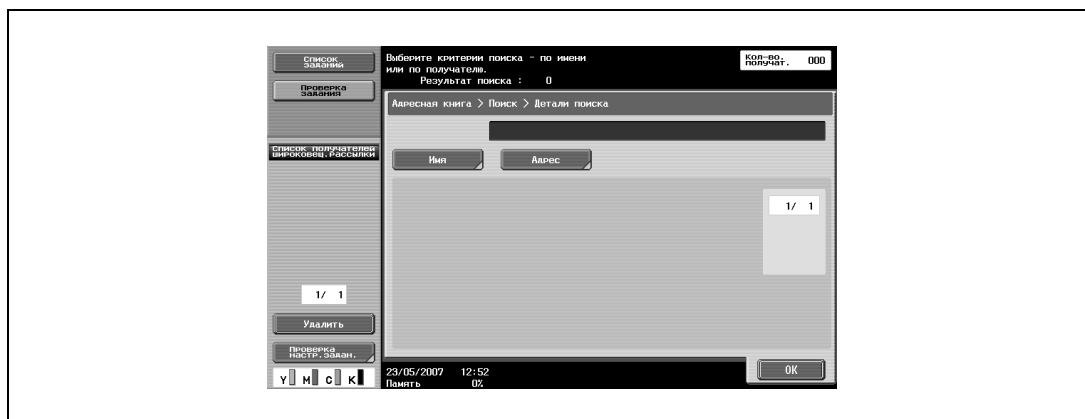 Список
заданий
Проверка
задания
Список получателей
широковещ.рассылки
1/ 1
Удалить
Проверка
настр.задан.
Y M C K
Выберите критерии поиска - по имени
или по получателю.
Результат поиска : 0
Кол-во.
получат. 000
Адресная книга > Поиск > Детали поиска
Имя Адрес
1/ 1
23/05/2007 12:52
Память 0%
OK